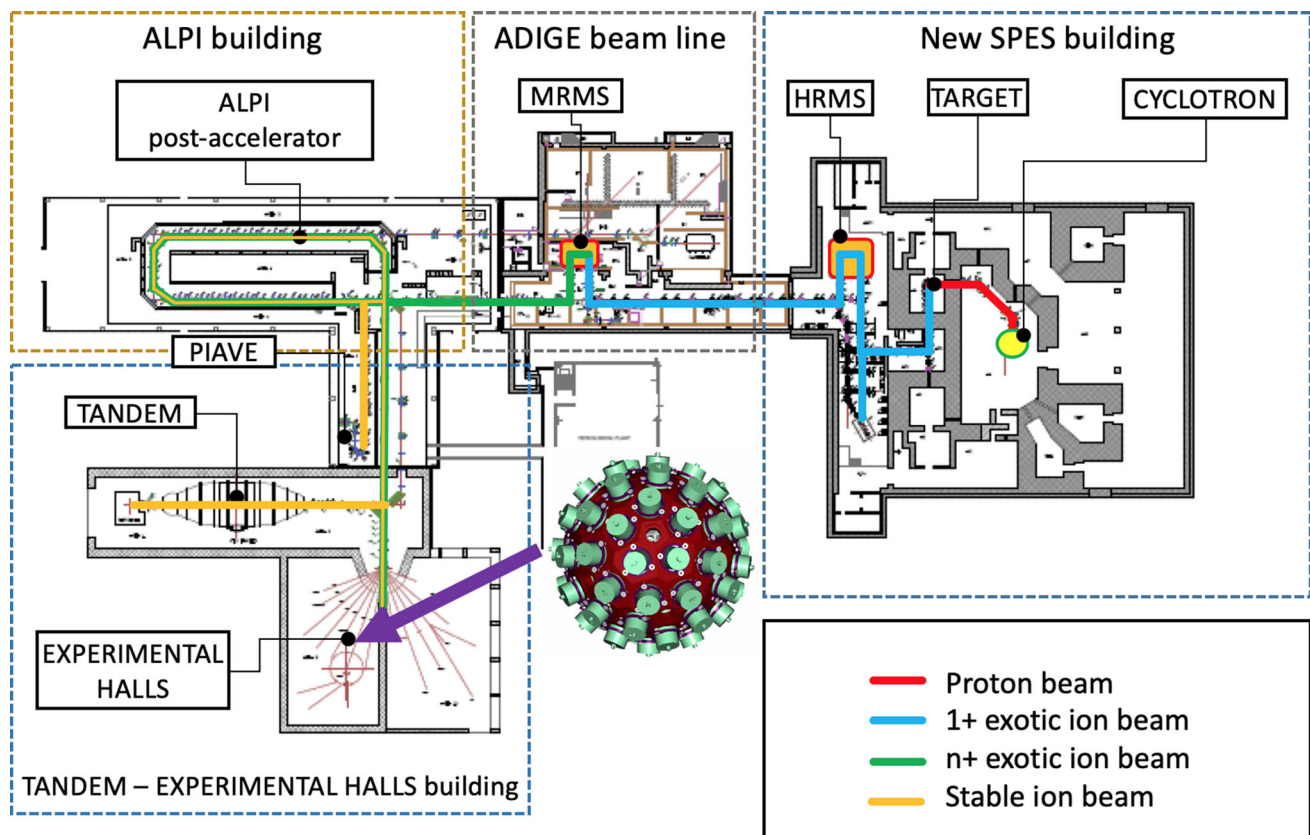 ALPI building
ADIGE beam line
New SPES building
ALPI
post-accelerator
MRMS
HRMS
TARGET
CYCLOTRON
PIAVE
TANDEM
EXPERIMENTAL
HALLS
TANDEM – EXPERIMENTAL HALLS building
Proton beam
1+ exotic ion beam
n+ exotic ion beam
Stable ion beam